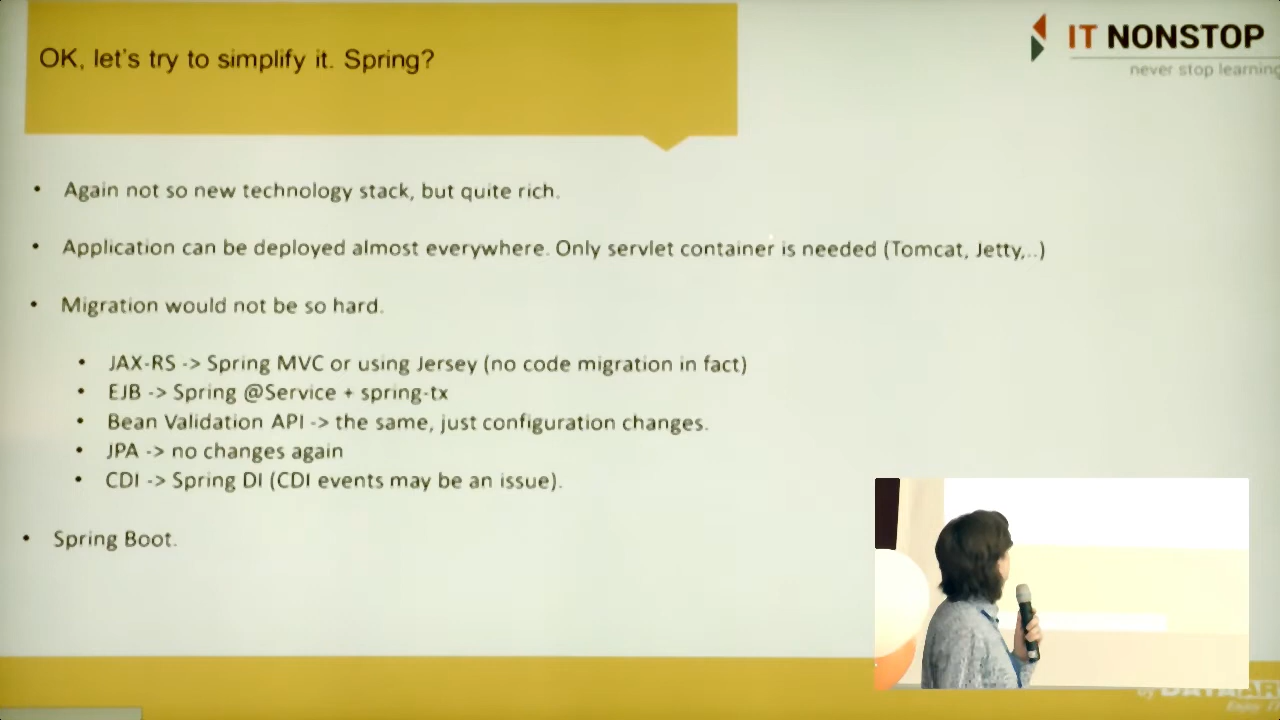 OK, let's try to simplify it. Spring?
IT NONSTOP
never stop learning
• Again not so new technology stack, but quite rich.
• Application can be deployed almost everywhere. Only servlet container is needed (Tomcat, Jetty,..)
• Migration would not be so hard.
• JAX-RS -> Spring MVC or using Jersey (no code migration in fact)
• EJB -> Spring @Service + spring-tx
• Bean Validation API -> the same, just configuration changes.
• JPA -> no changes again
• CDI -> Spring DI (CDI events may be an issue).
• Spring Boot.
by DATAAR
Enjoy